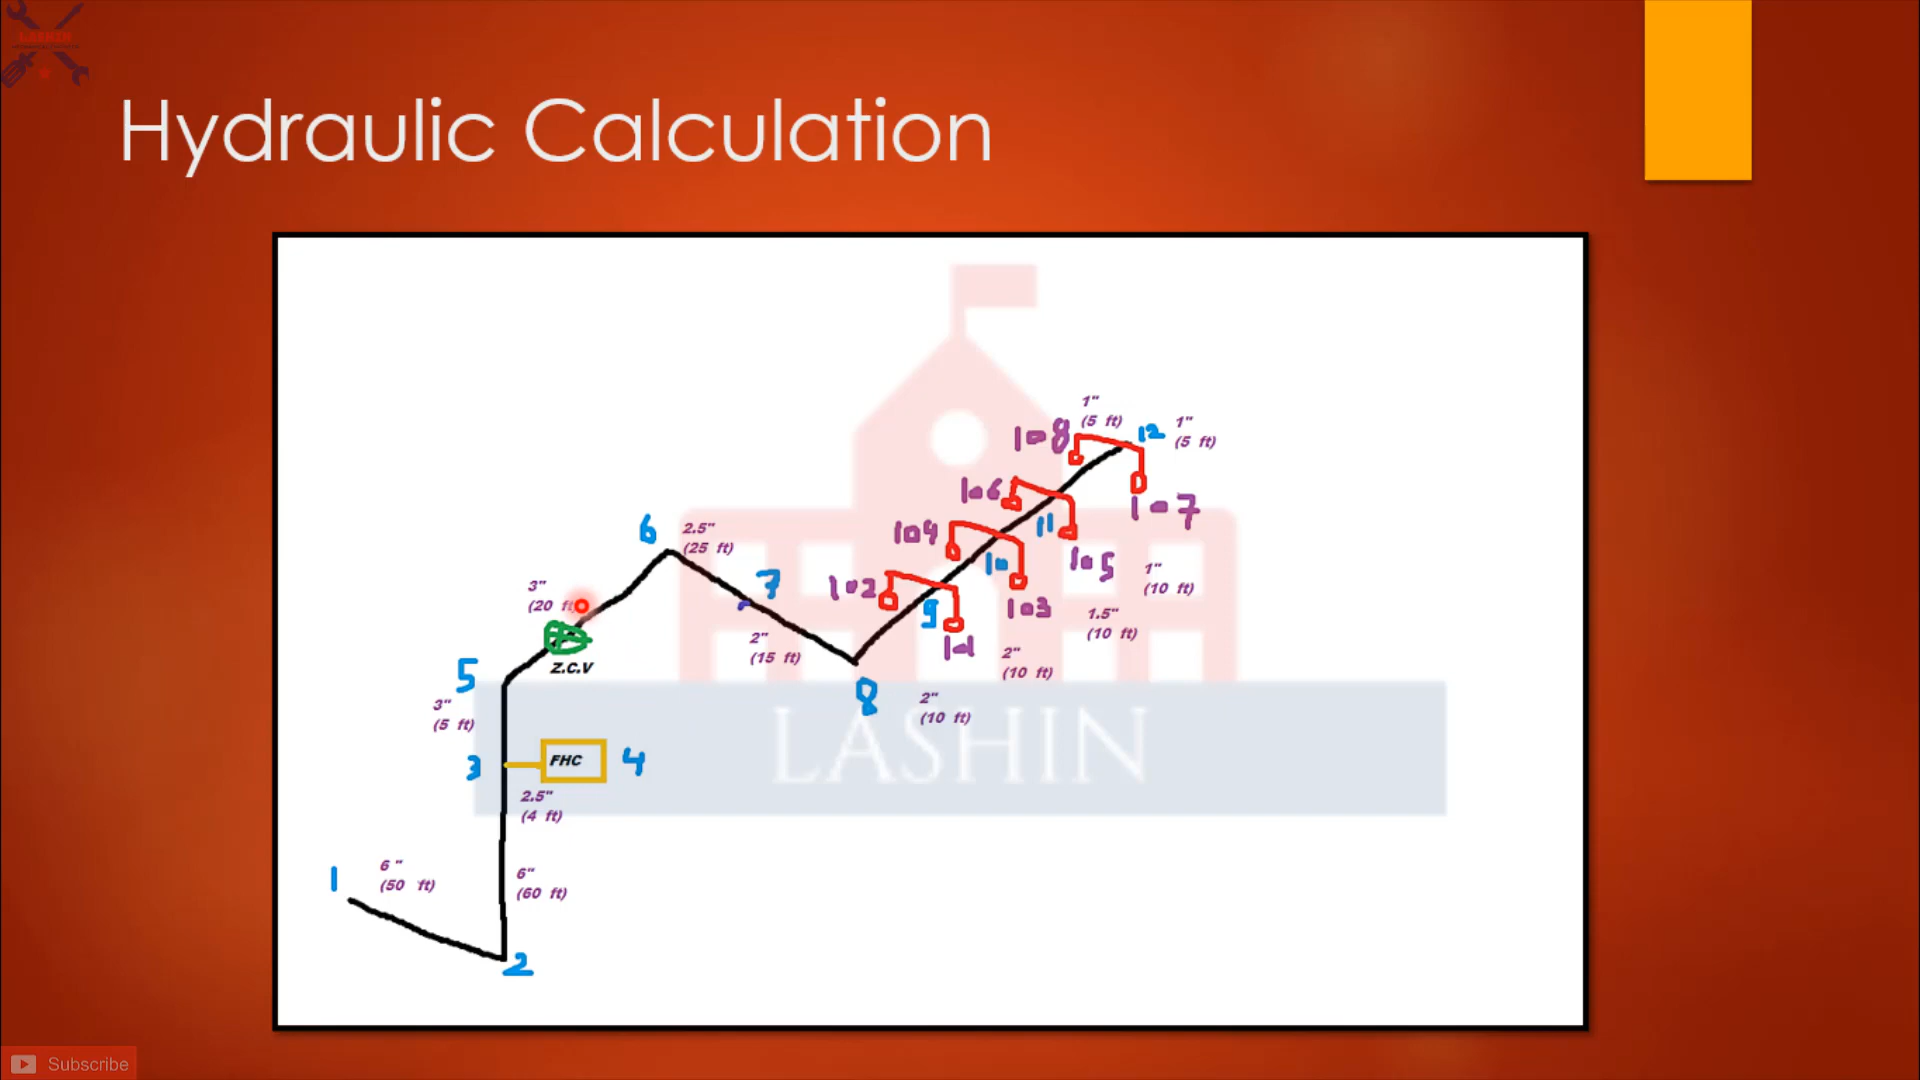 LASHIN
Hydraulic Calculation
1"
(5 ft)
108
12
1"
(5 ft)
106
107
6
2.5"
(25 ft)
104
11
105
10
1"
(10 ft)
3"
(20 ft)
7
102
9
103
1.5"
(10 ft)
101
2"
(15 ft)
2"
(10 ft)
5
Z.C.V
8
2"
(10 ft)
3"
(5 ft)
LASHIN
3
FHC
4
2.5"
(4 ft)
1
6"
(50 ft)
6"
(60 ft)
2
Subscribe